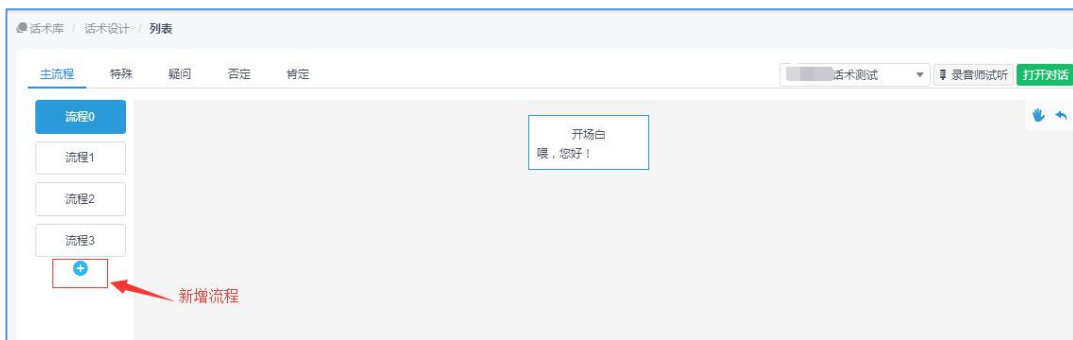 话术库 / 话术设计 / 列表
主流程 特殊 疑问 否定 肯定 话术测试 录音师试听 打开对话
流程0
开场白
喂，您好！
流程1
流程2
流程3
新增流程